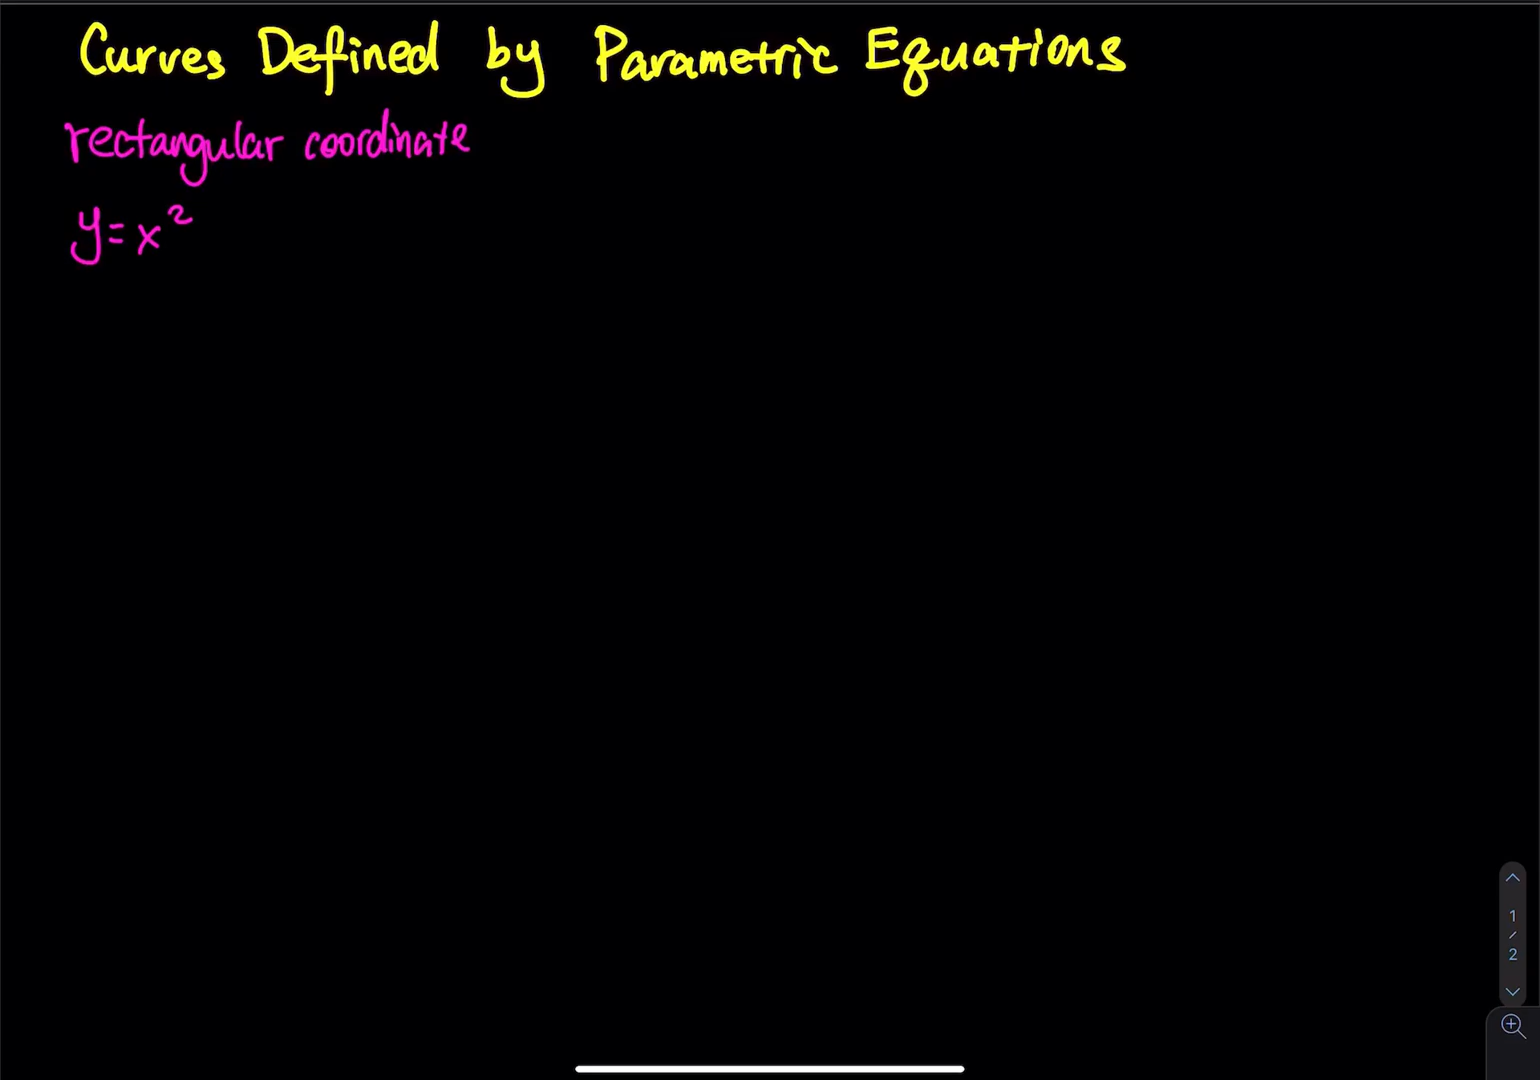 Curves Defined by Parametric Equations
rectangular coordinate
y=x²
1
/
2